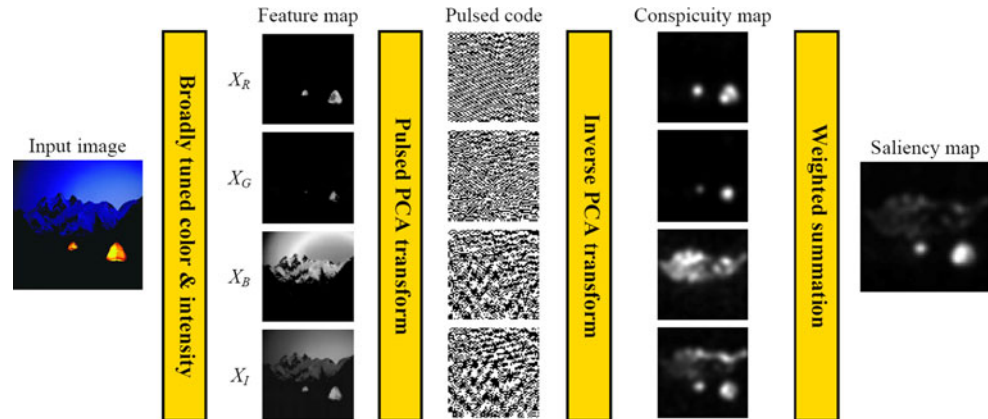 Feature map
Pulsed code
Conspicuity map
Input image
Broadly tuned color & intensity
X_R
X_G
X_B
X_I
Pulsed PCA transform
Inverse PCA transform
Weighted summation
Saliency map